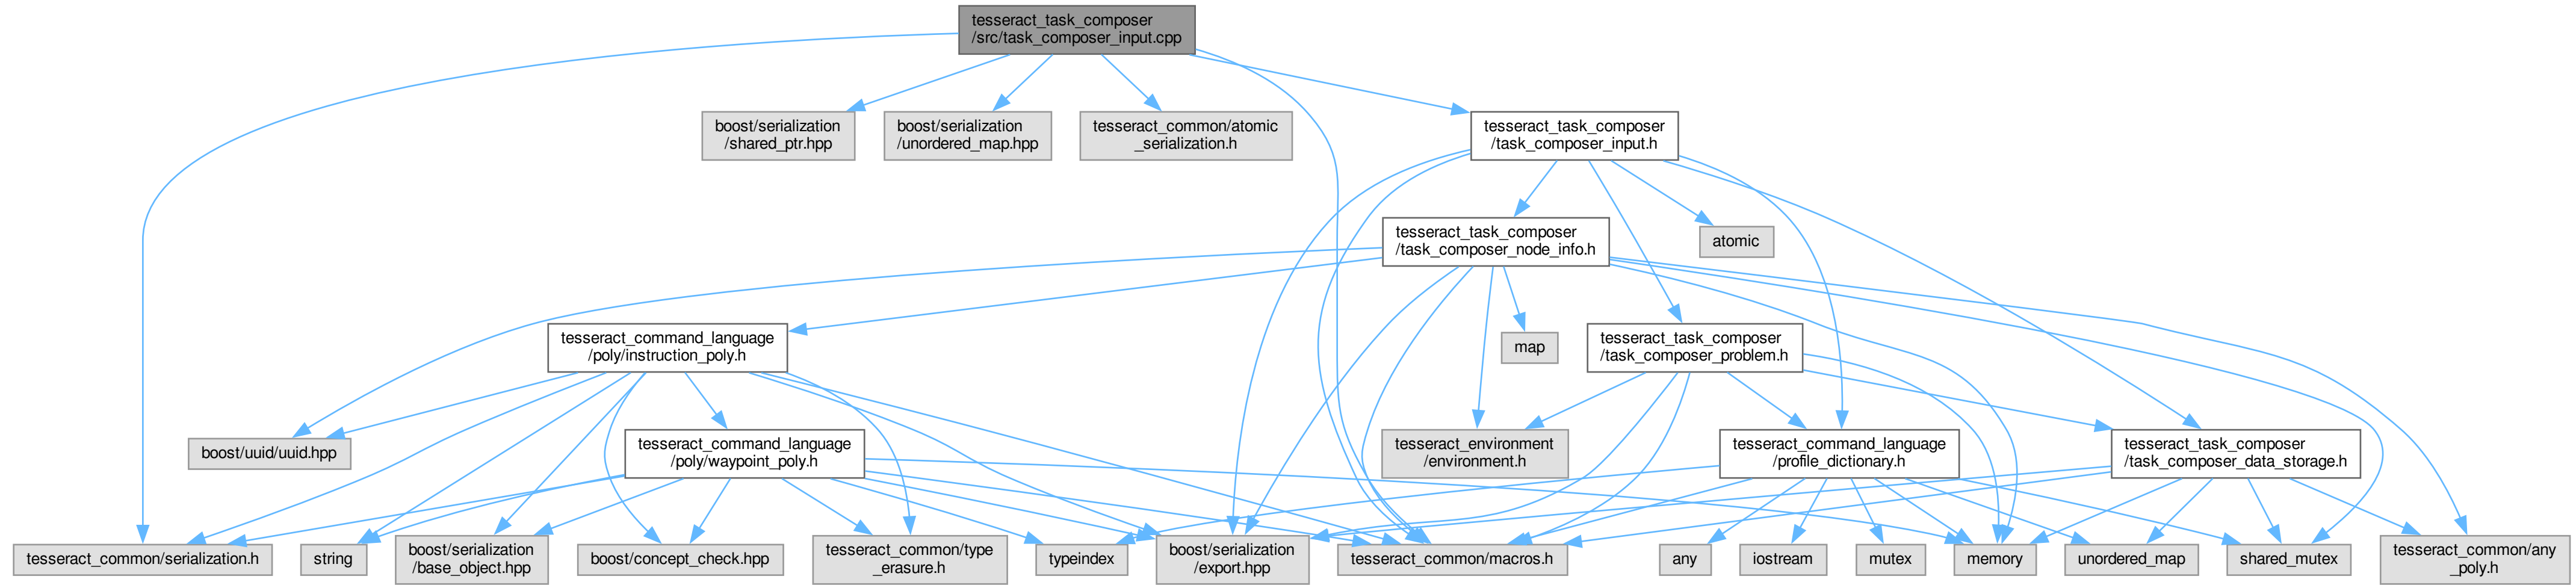 tesseract_task_composer
/src/task_composer_input.cpp
boost/serialization
/shared_ptr.hpp
boost/serialization
/unordered_map.hpp
tesseract_common/atomic
_serialization.h
tesseract_task_composer
/task_composer_input.h
tesseract_task_composer
/task_composer_node_info.h
atomic
tesseract_command_language
/poly/instruction_poly.h
map
tesseract_task_composer
/task_composer_problem.h
boost/uuid/uuid.hpp
tesseract_command_language
/poly/waypoint_poly.h
tesseract_environment
/environment.h
tesseract_command_language
/profile_dictionary.h
tesseract_task_composer
/task_composer_data_storage.h
tesseract_common/serialization.h
string
boost/serialization
/base_object.hpp
boost/concept_check.hpp
tesseract_common/type
_erasure.h
typeindex
boost/serialization
/export.hpp
tesseract_common/macros.h
any
iostream
mutex
memory
unordered_map
shared_mutex
tesseract_common/any
_poly.h